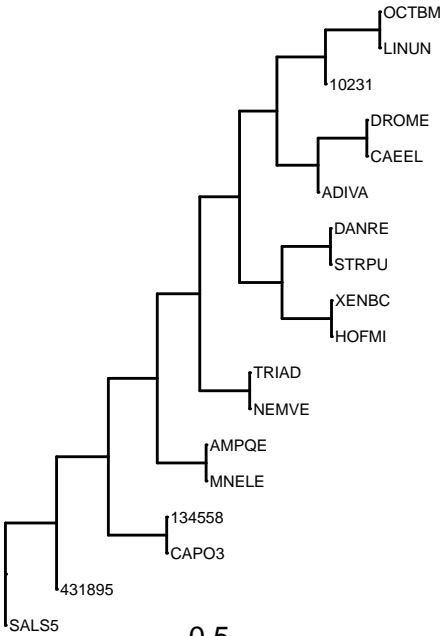 OCTBM
LINUN
10231
DROME
CAEEL
ADIVA
DANRE
STRPU
XENBC
HOFMI
TRIAD
NEMVE
AMPQE
MNELE
134558
CAPO3
431895
SALS5
0.5